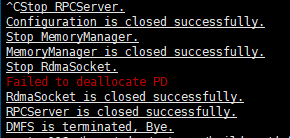 ^CStop RPCServer.
Configuration is closed successfully.
Stop MemoryManager.
MemoryManager is closed successfully.
Stop RdmaSocket.
Failed to deallocate PD
RdmaSocket is closed successfully.
RPCServer is closed successfully.
DMFS is terminated, Bye.